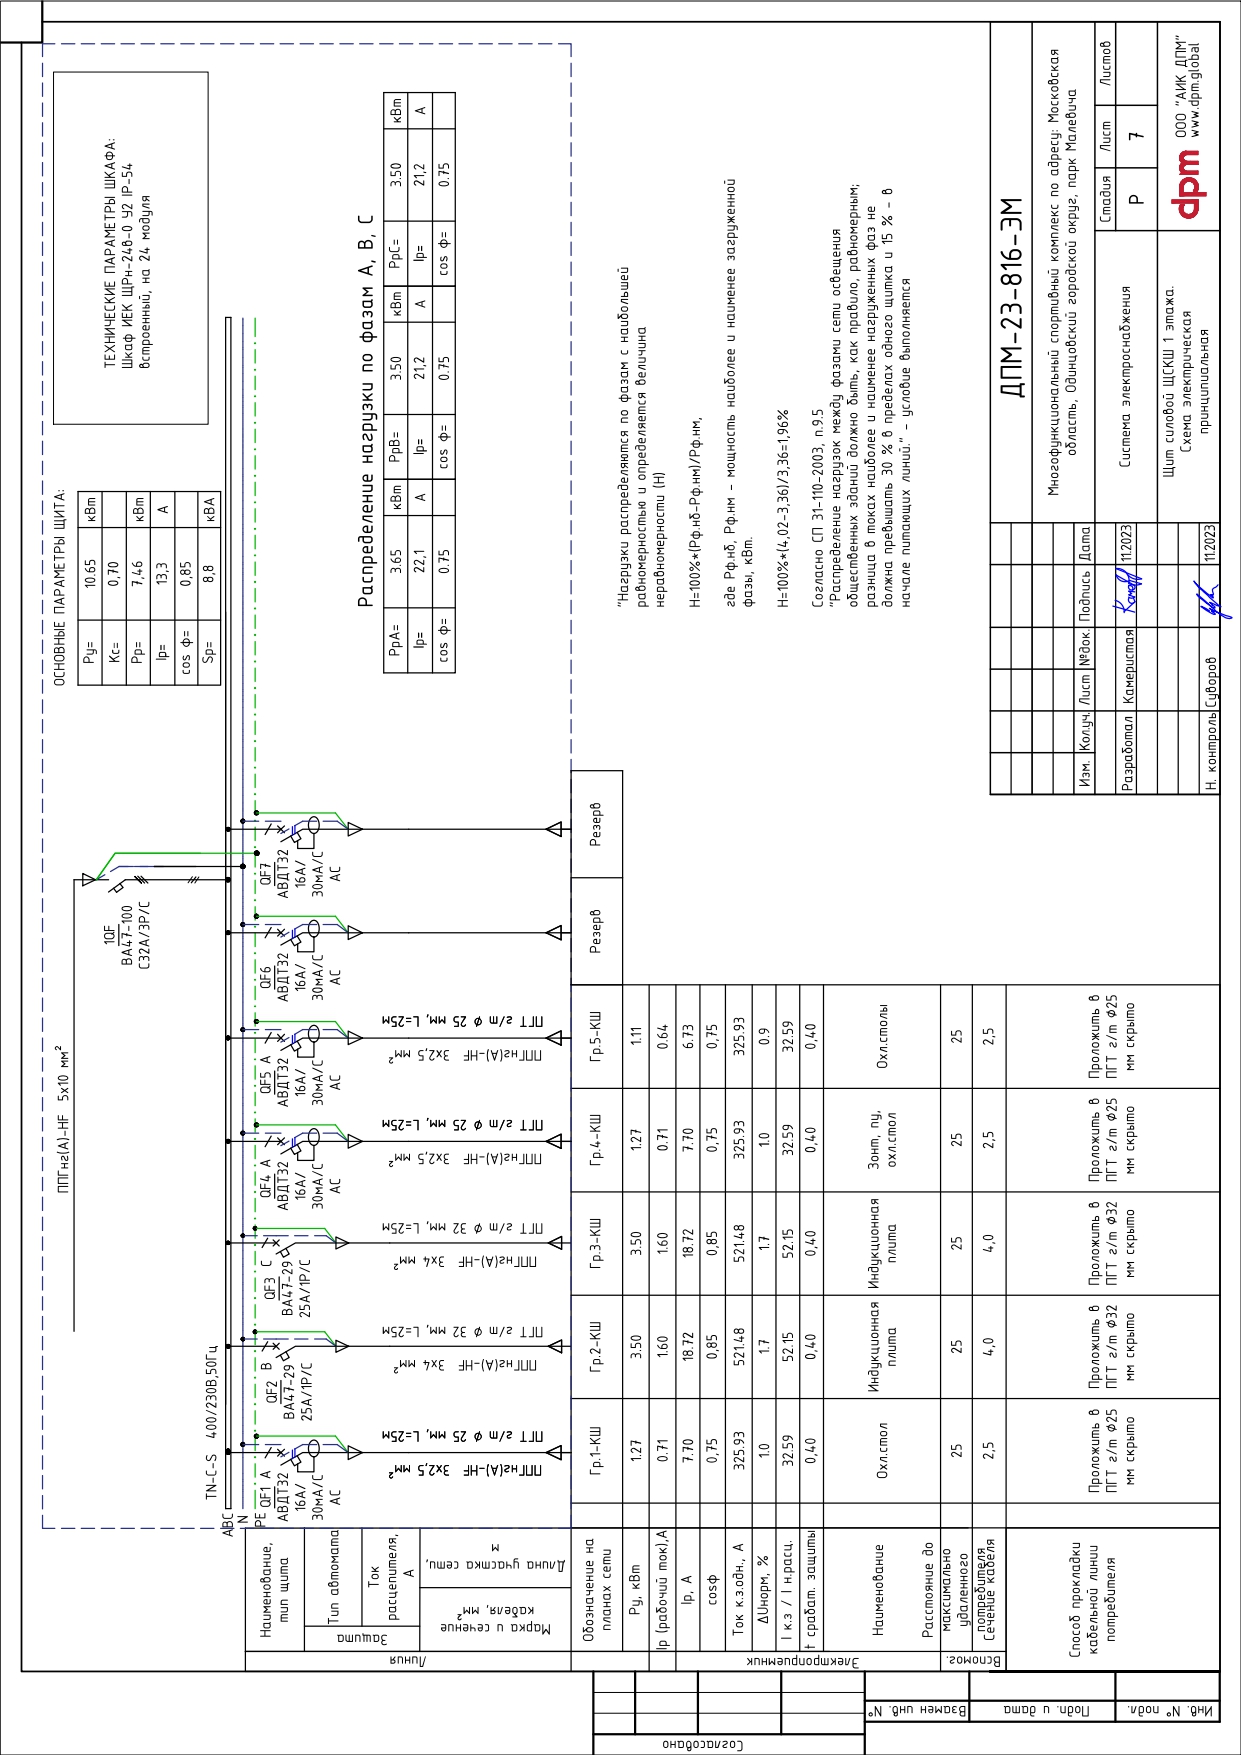 ППГнг(А)-HF 5x10 мм²
1QF
ВА47-100
C32А/3P/C
TN-C-S 400/230В,50Гц
ABC
N
PE
ОСНОВНЫЕ ПАРАМЕТРЫ ЩИТА:
Ру= 10.65 кВт
Кс= 0,70
Рр= 7,46 кВт
Iр= 13,3 А
cos ф= 0,85
Sр= 8,8 кВА
ТЕХНИЧЕСКИЕ ПАРАМЕТРЫ ШКАФА:
Шкаф ИЕК ЩРн-24в-0 У2 IP-54
встроенный, на 24 модуля
Распределение нагрузки по фазам А, В, С
РрА= 3.65 кВт РрВ= 3.50 кВт РрС= 3.50 кВт
Iр= 22,1 А Iр= 21,2 А Iр= 21,2 А
cos ф= 0.75 cos ф= 0.75 cos ф= 0.75
QF1 A
АВДТ32
16А/
30мА/С
АС
QF2 B
ВА47-29
25А/1P/C
QF3 C
ВА47-29
25А/1P/C
QF4 A
АВДТ32
16А/
30мА/С
АС
QF5 A
АВДТ32
16А/
30мА/С
АС
QF6
АВДТ32
16А/
30мА/С
АС
QF7
АВДТ32
16А/
30мА/С
АС
ППГнг(А)-HF 3x2,5 мм²
ПГТ г/т ф 25 мм, L=25м
ППГнг(А)-HF 3x4 мм²
ПГТ г/т ф 32 мм, L=25м
ППГнг(А)-HF 3x4 мм²
ПГТ г/т ф 32 мм, L=25м
ППГнг(А)-HF 3x2,5 мм²
ПГТ г/т ф 25 мм, L=25м
ППГнг(А)-HF 3x2,5 мм²
ПГТ г/т ф 25 мм, L=25м
Линия
Наименование,
тип щита
Защита
Тип автомата
Ток
расцепителя,
А
Марка и сечение
кабеля, мм²
Длина участка сети,
м
Обозначение на
планах сети
Гр.1-КШ Гр.2-КШ Гр.3-КШ Гр.4-КШ Гр.5-КШ Резерв Резерв
Электроприемник
Ру, кВт 1.27 3.50 3.50 1.27 1.11
Iр (рабочий ток),А 0.71 1.60 1.60 0.71 0.64
Iр, А 7.70 18.72 18.72 7.70 6.73
cosф 0,75 0,85 0,85 0,75 0,75
Ток к.з.одн., А 325.93 521.48 521.48 325.93 325.93
ΔUнорм, % 1.0 1.7 1.7 1.0 0.9
I к.з / I н.расц. 32.59 52.15 52.15 32.59 32.59
t срабат. защиты 0,40 0,40 0,40 0,40 0,40
Наименование
Охл.стол
Индукционная
плита
Индукционная
плита
Зонт, пу,
охл.стол
Охл.столы
Вспомог.
Расстояние до
максимально
удаленного
потребителя
25 25 25 25 25
Сечение кабеля 2,5 4,0 4,0 2,5 2,5
Способ прокладки
кабельной линии
потребителя
Проложить в
ПГТ г/т ф25
мм скрыто
Проложить в
ПГТ г/т ф32
мм скрыто
Проложить в
ПГТ г/т ф32
мм скрыто
Проложить в
ПГТ г/т ф25
мм скрыто
Проложить в
ПГТ г/т ф25
мм скрыто
"Нагрузки распределяются по фазам с наибольшей
равномерностью и определяется величина
неравномерности (Н)
Н=100%*(Рф.нб-Рф.нм)/Рф.нм,
где Рф.нб, Рф.нм - мощность наиболее и наименее загруженной
фазы, кВт.
Н=100%*(4,02-3,36)/3,36=1,96%
Согласно СП 31-110-2003, п.9.5
"Распределение нагрузок между фазами сети освещения
общественных зданий должно быть, как правило, равномерным;
разница в токах наиболее и наименее нагруженных фаз не
должна превышать 30 % в пределах одного щитка и 15 % - в
начале питающих линий." - условие выполняется
ДПМ-23-816-ЭМ
Многофункциональный спортивный комплекс по адресу: Московская
область, Одинцовский городской округ, парк Малевича
Изм. Кол.уч. Лист №док. Подпись Дата
Разработал Камеристая 11.2023
Н. контроль Суворов 11.2023
Система электроснабжения
Стадия Лист Листов
Р 7
Щит силовой ЩСКШ 1 этажа.
Схема электрическая
принципиальная
dpm
ООО "АИК ДПМ"
www.dpm.global
Согласовано
Взамен инв. №
Подп. и дата
Инв. № подл.